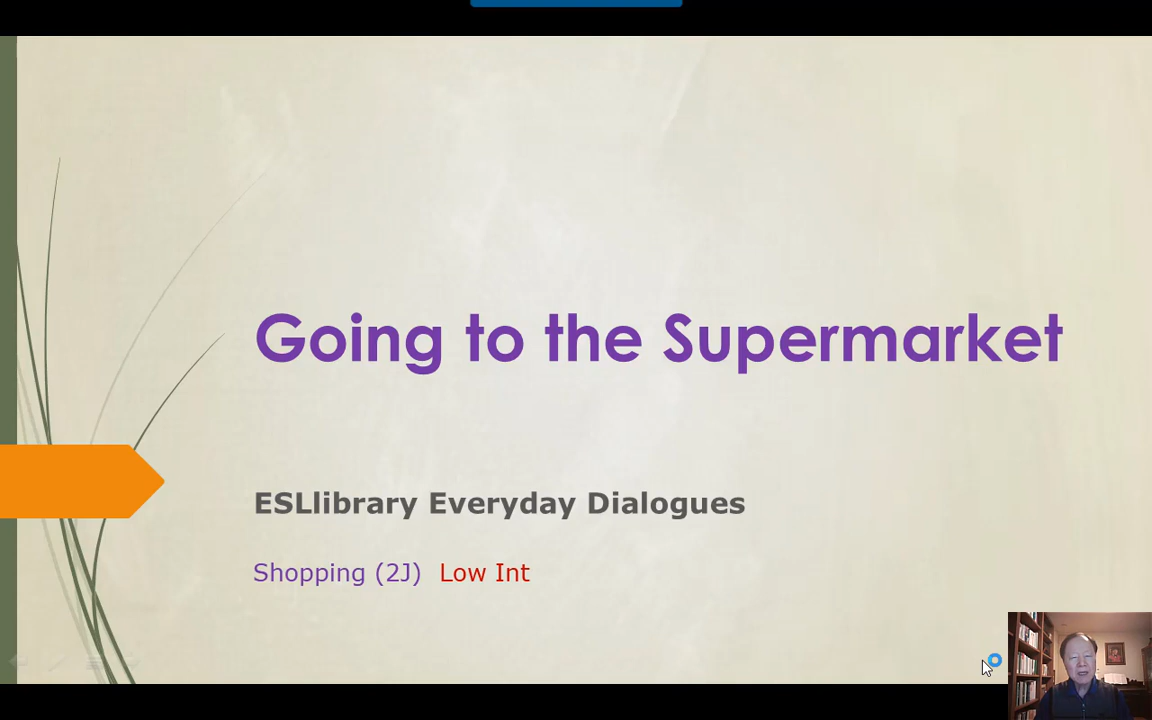 Going to the Supermarket
ESLlibrary Everyday Dialogues
Shopping (2J) Low Int